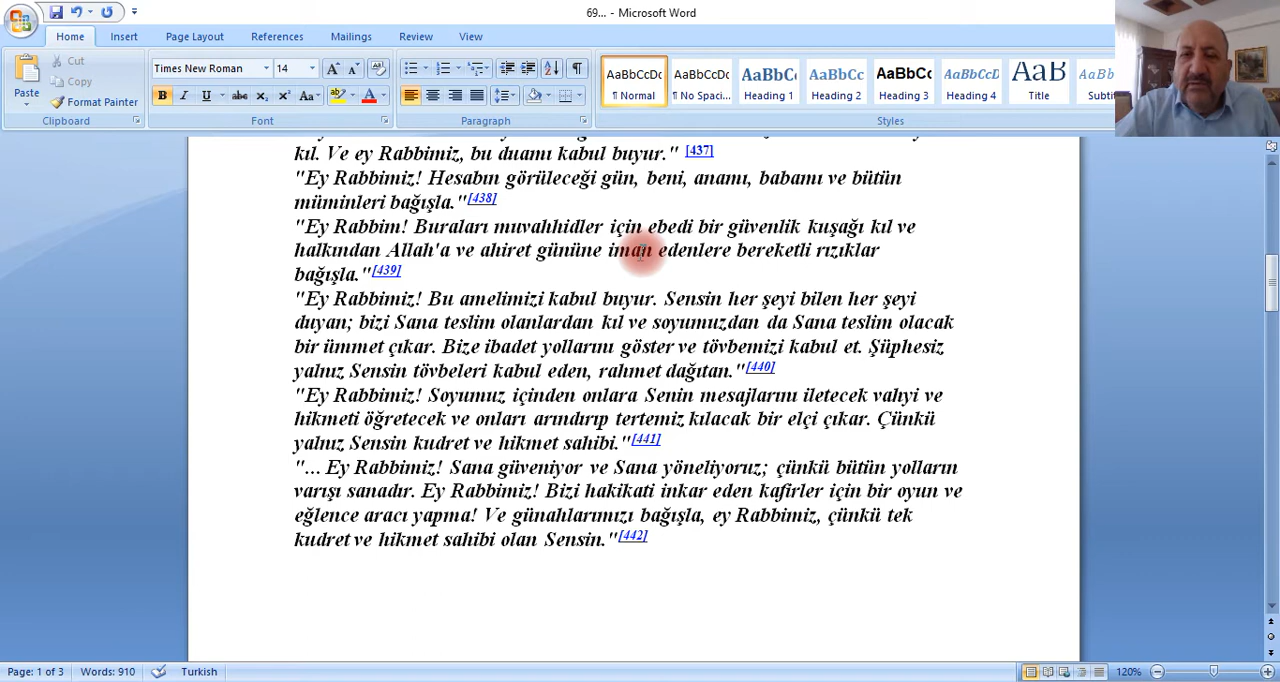 69... - Microsoft Word
Home Insert Page Layout References Mailings Review View
Paste
Cut
Copy
Format Painter
Clipboard
Times New Roman 14
Font
Paragraph
AaBbCcDc AaBbCcDc AaBbCc AaBbCc AaBbCc AaBbCcD AaB
¶ Normal ¶ No Spaci... Heading 1 Heading 2 Heading 3 Heading 4 Title
Styles
kıl. Ve ey Rabbimiz, bu duamı kabul buyur." [437]
"Ey Rabbimiz! Hesabın görüleceği gün, beni, anamı, babamı ve bütün
müminleri bağışla."[438]
"Ey Rabbim! Buraları muvahhidler için ebedi bir güvenlik kuşağı kıl ve
halkından Allah'a ve ahiret gününe iman edenlere bereketli rızıklar
bağışla."[439]
"Ey Rabbimiz! Bu amelimizi kabul buyur. Sensin her şeyi bilen her şeyi
duyan; bizi Sana teslim olanlardan kıl ve soyumuzdan da Sana teslim olacak
bir ümmet çıkar. Bize ibadet yollarını göster ve tövbemizi kabul et. Şüphesiz
yalnız Sensin tövbeleri kabul eden, rahmet dağıtan."[440]
"Ey Rabbimiz! Soyumuz içinden onlara Senin mesajlarını iletecek vahyi ve
hikmeti öğretecek ve onları arındırıp tertemiz kılacak bir elçi çıkar. Çünkü
yalnız Sensin kudret ve hikmet sahibi."[441]
"... Ey Rabbimiz! Sana güveniyor ve Sana yöneliyoruz; çünkü bütün yolların
varışı sanadır. Ey Rabbimiz! Bizi hakikati inkar eden kafirler için bir oyun ve
eğlence aracı yapma! Ve günahlarımızı bağışla, ey Rabbimiz, çünkü tek
kudret ve hikmet sahibi olan Sensin."[442]
Page: 1 of 3 Words: 910 Turkish 120%